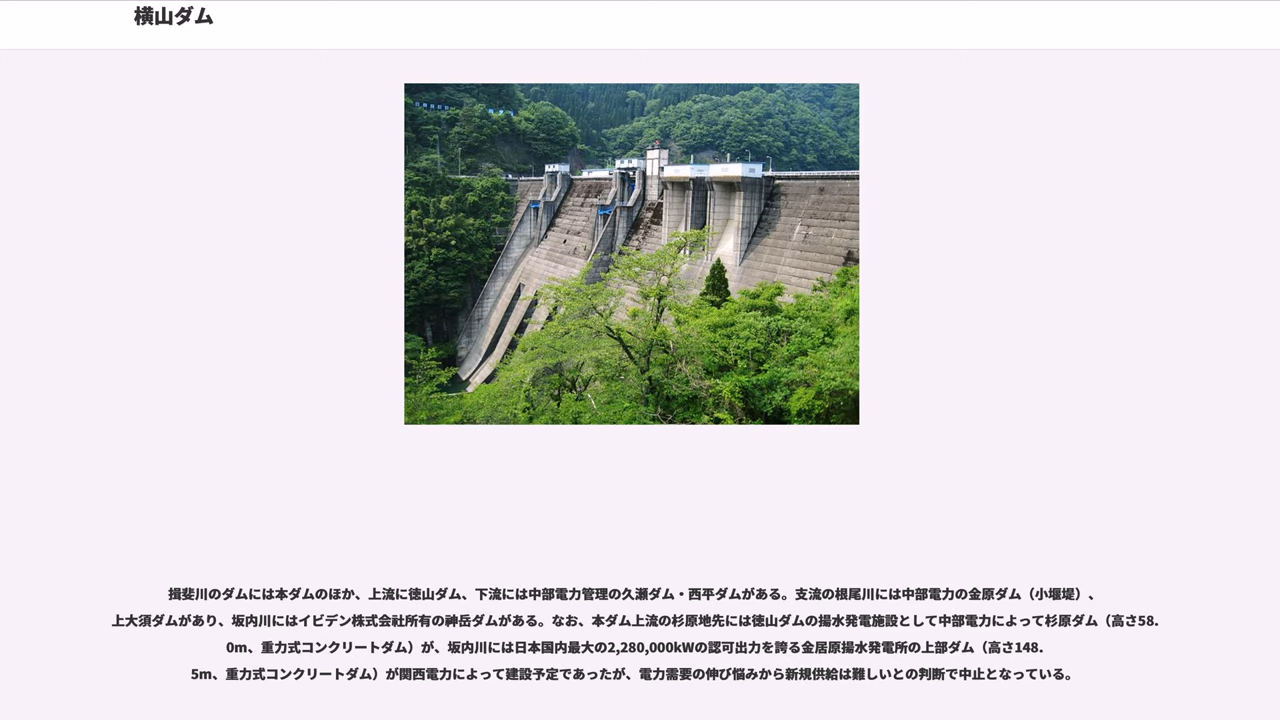 横山ダム
揖斐川のダムには本ダムのほか、上流に徳山ダム、下流には中部電力管理の久瀬ダム・西平ダムがある。支流の根尾川には中部電力の金原ダム（小堰堤）、
上大須ダムがあり、坂内川にはイビデン株式会社所有の神岳ダムがある。なお、本ダム上流の杉原地先には徳山ダムの揚水発電施設として中部電力によって杉原ダム（高さ58.
0m、重力式コンクリートダム）が、坂内川には日本国内最大の2,280,000kWの認可出力を誇る金居原揚水発電所の上部ダム（高さ148.
5m、重力式コンクリートダム）が関西電力によって建設予定であったが、電力需要の伸び悩みから新規供給は難しいとの判断で中止となっている。